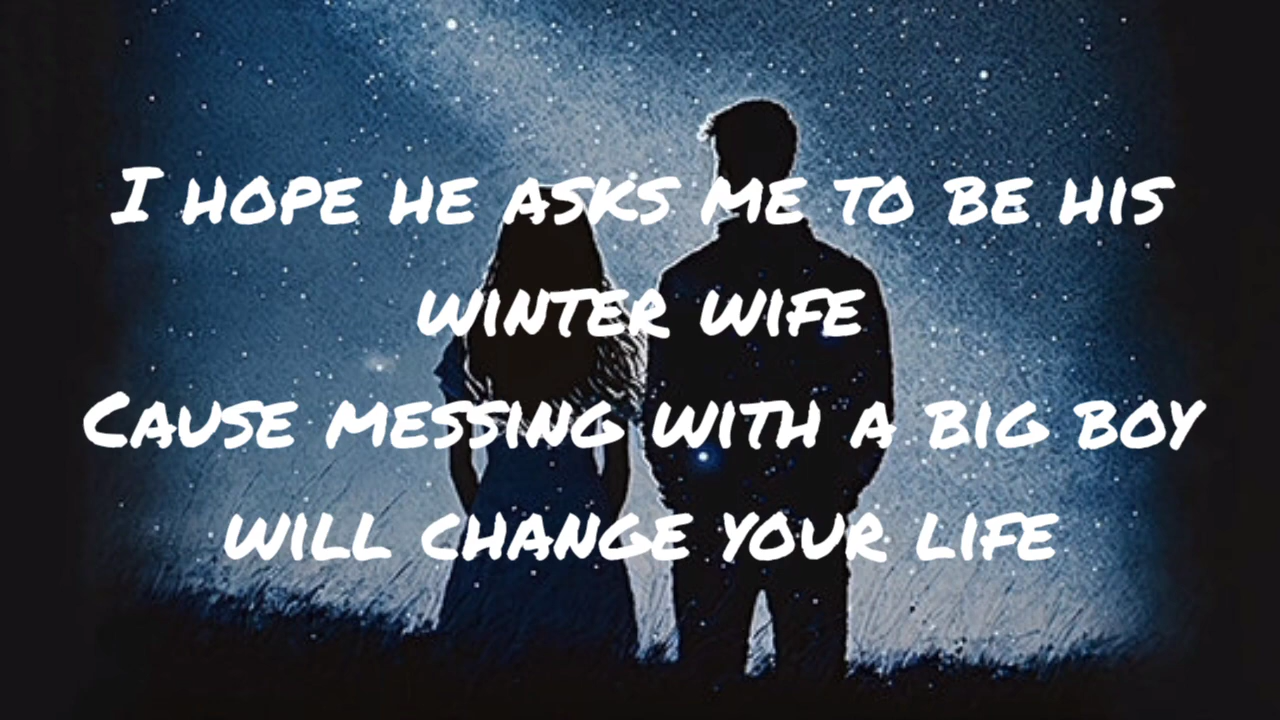 I HOPE HE ASKS ME TO BE HIS
WINTER WIFE
CAUSE MESSING WITH A BIG BOY
WILL CHANGE YOUR LIFE